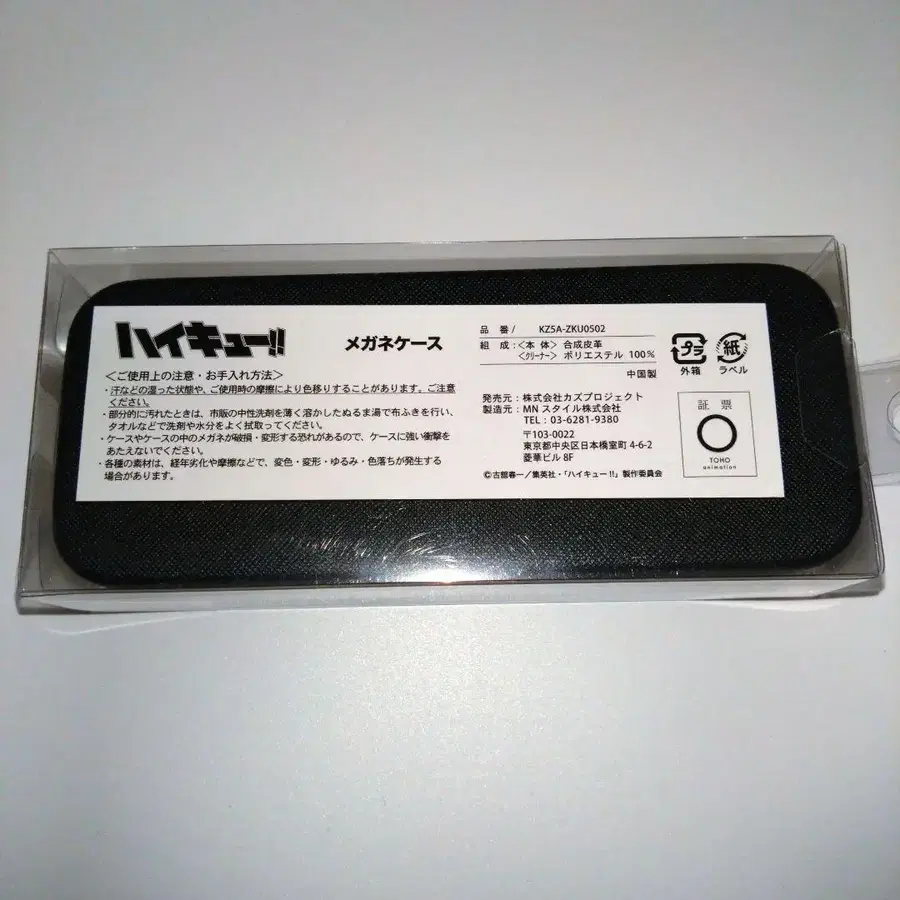 ハイキュー!!
メガネケース
＜ご使用上の注意・お手入れ方法＞
・汗などの湿った状態や、ご使用時の摩擦により色移りすることがあります。ご注意
ください。
・部分的に汚れたときは、市販の中性洗剤を薄く溶かしたぬるま湯で布ふきを行い、
タオルなどで洗剤や水分をよく拭取ってください。
・ケースやケースの中のメガネが破損・変形する恐れがあるので、ケースに強い衝撃を
あたえないでください。
・各種の素材は、経年劣化や摩擦などで、変色・変形・ゆるみ・色落ちが発生する
場合があります。
品 番 / KZ5A-ZKU0502
組 成：＜本 体＞ 合成皮革
＜クリーナー＞ ポリエステル 100%
中国製
発売元：株式会社カズプロジェクト
製造元：MN スタイル株式会社
TEL：03-6281-9380
〒103-0022
東京都中央区日本橋室町 4-6-2
菱華ビル 8F
©古舘春一／集英社・「ハイキュー!!」製作委員会
プラ
外箱
紙
ラベル
証 票
TOHO
animation